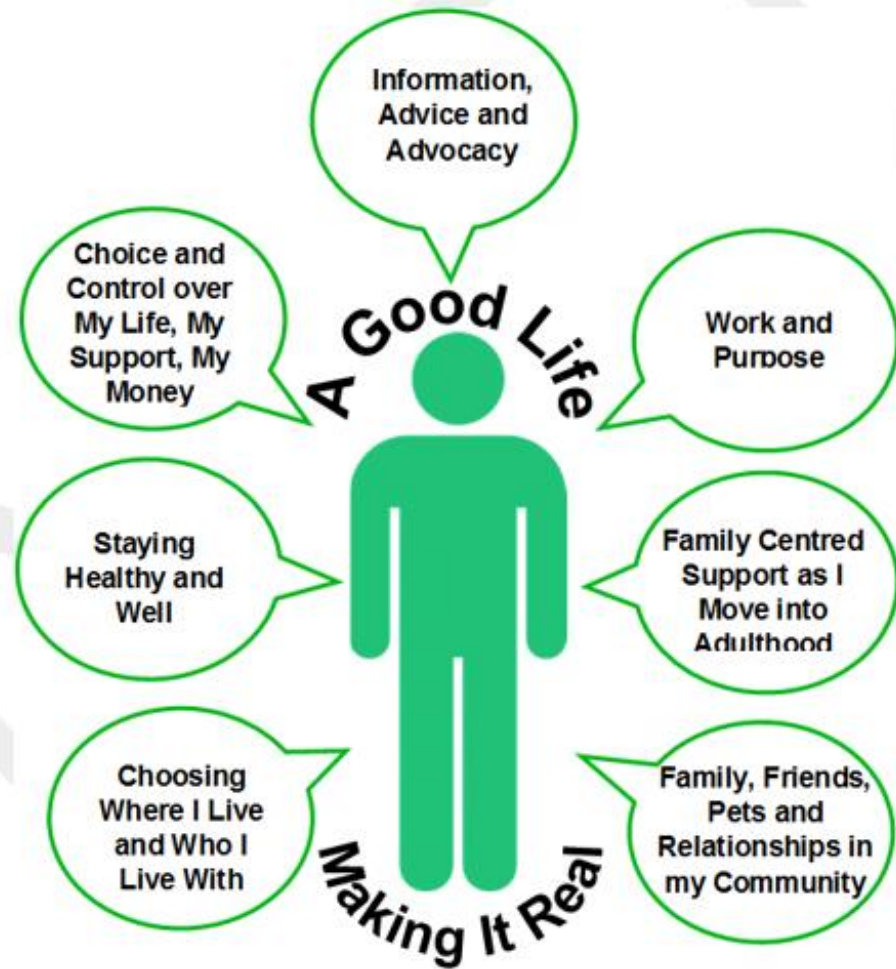 Information,
Advice and
Advocacy
Choice and
Control over
My Life, My
Support, My
Money
A Good Life
Work and
Purpose
Staying
Healthy and
Well
Family Centred
Support as I
Move into
Adulthood
Choosing
Where I Live
and Who I
Live With
Family, Friends,
Pets and
Relationships in
my Community
Making It Real